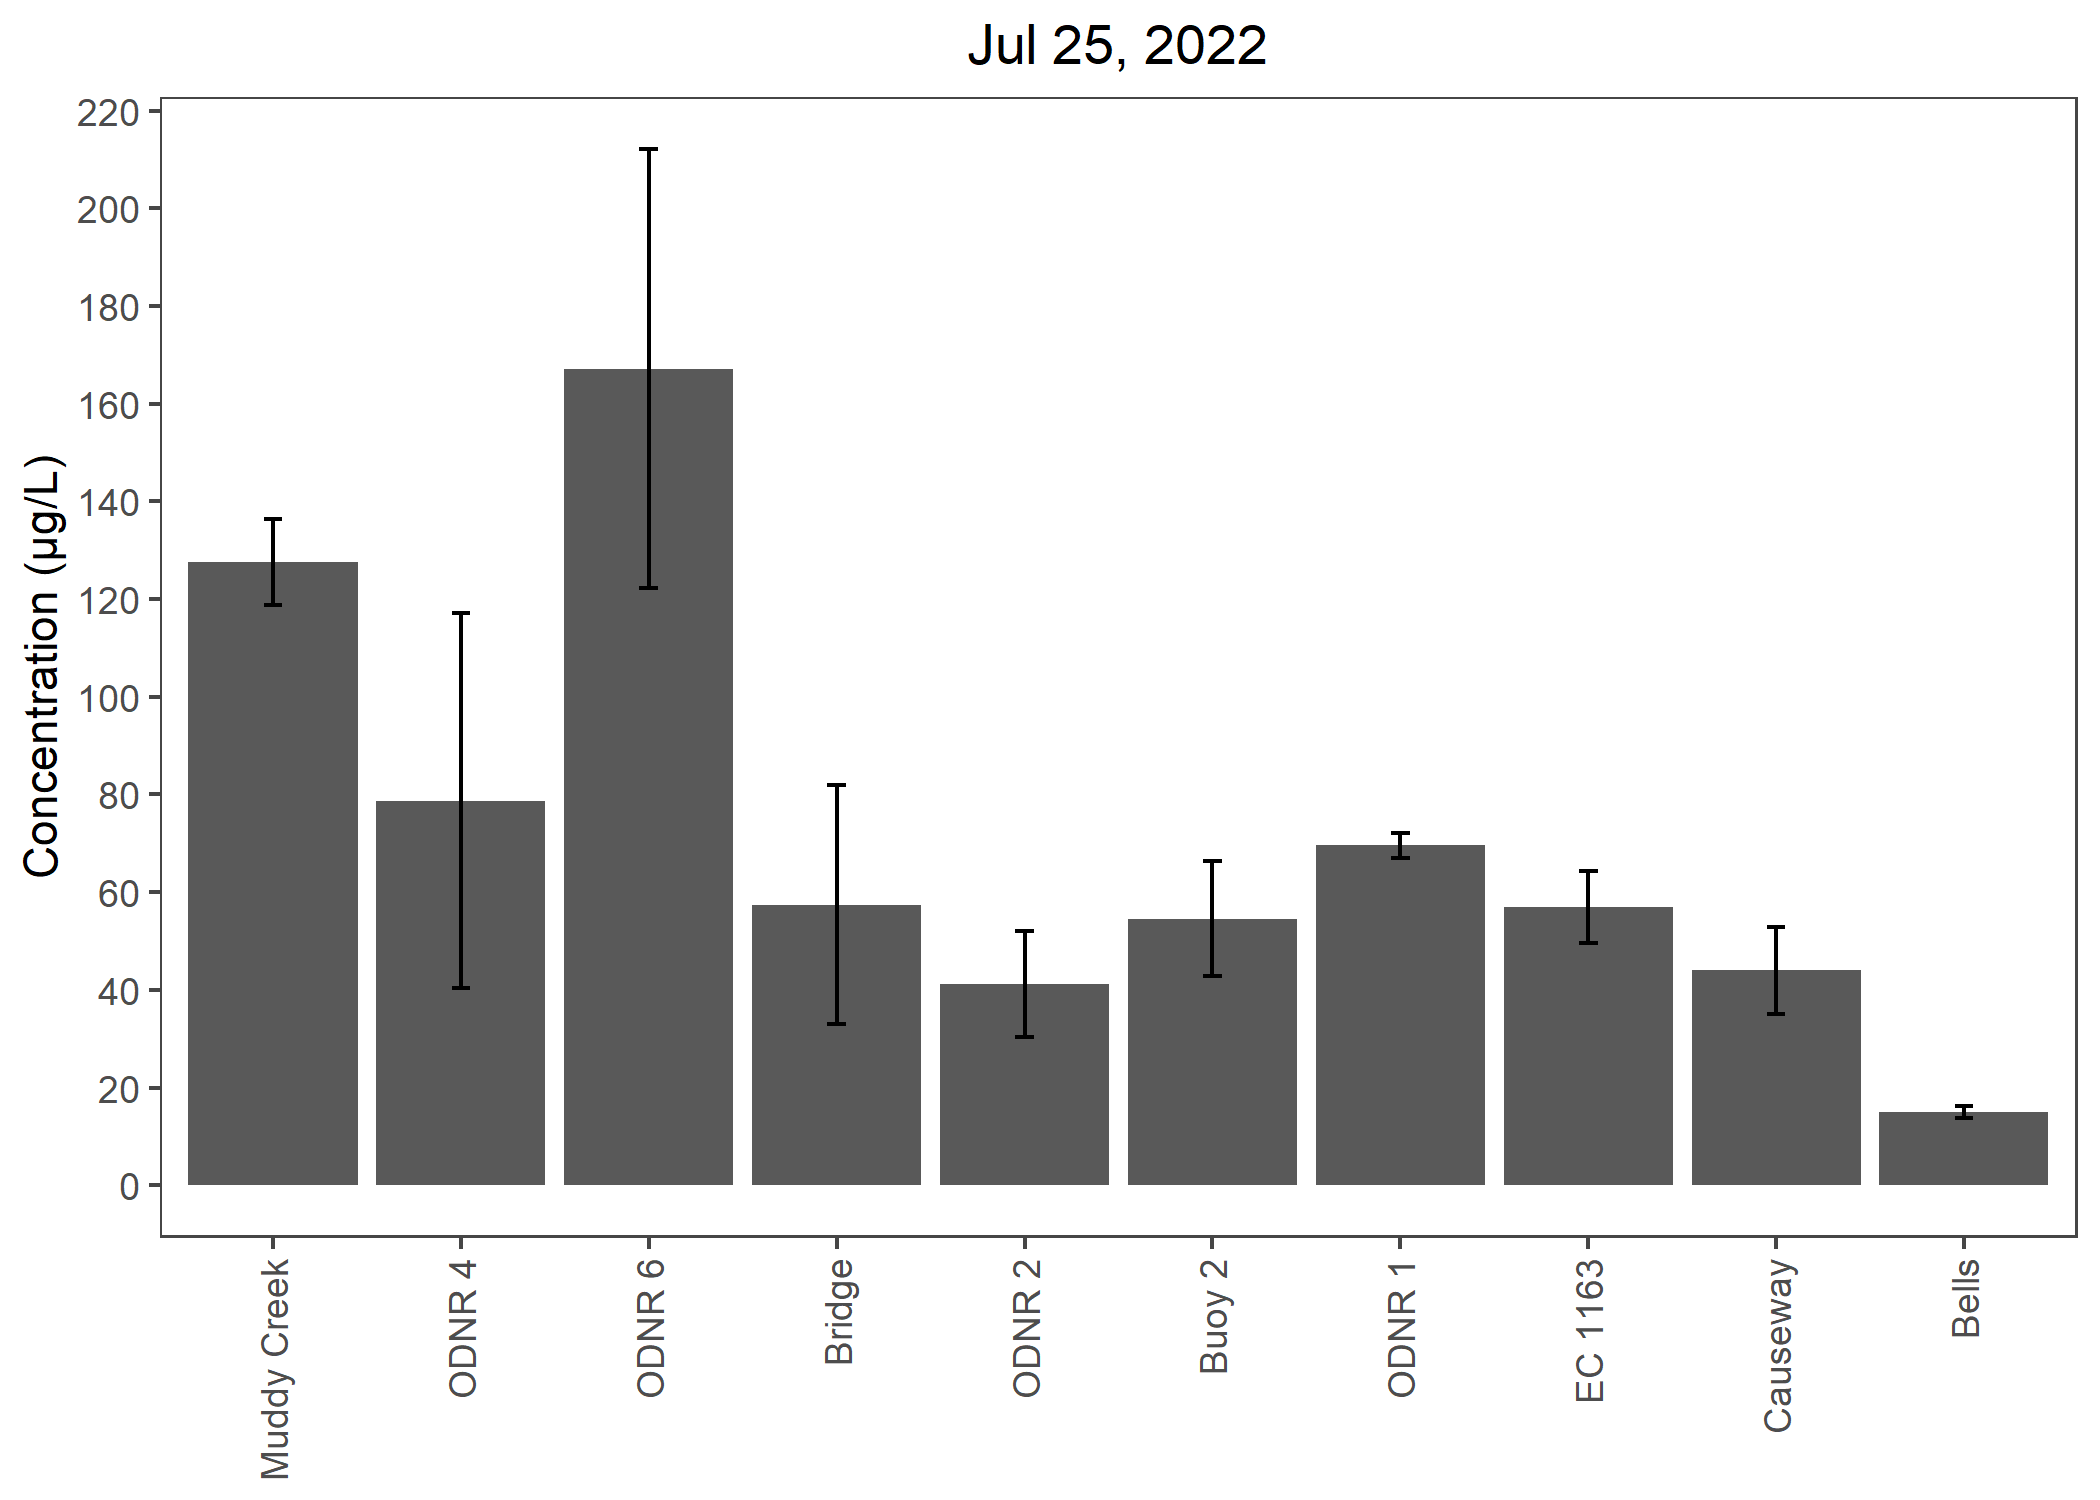 Jul 25, 2022
Concentration (µg/L)
220
200
180
160
140
120
100
80
60
40
20
0
Muddy Creek
ODNR 4
ODNR 6
Bridge
ODNR 2
Buoy 2
ODNR 1
EC 1163
Causeway
Bells